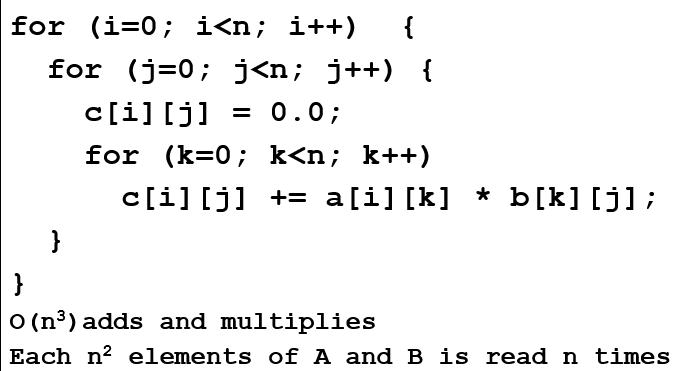 for (i=0; i<n; i++)  {
  for (j=0; j<n; j++) {
    c[i][j] = 0.0;
    for (k=0; k<n; k++)
      c[i][j] += a[i][k] * b[k][j];
  }
}
O(n³)adds and multiplies
Each n² elements of A and B is read n times